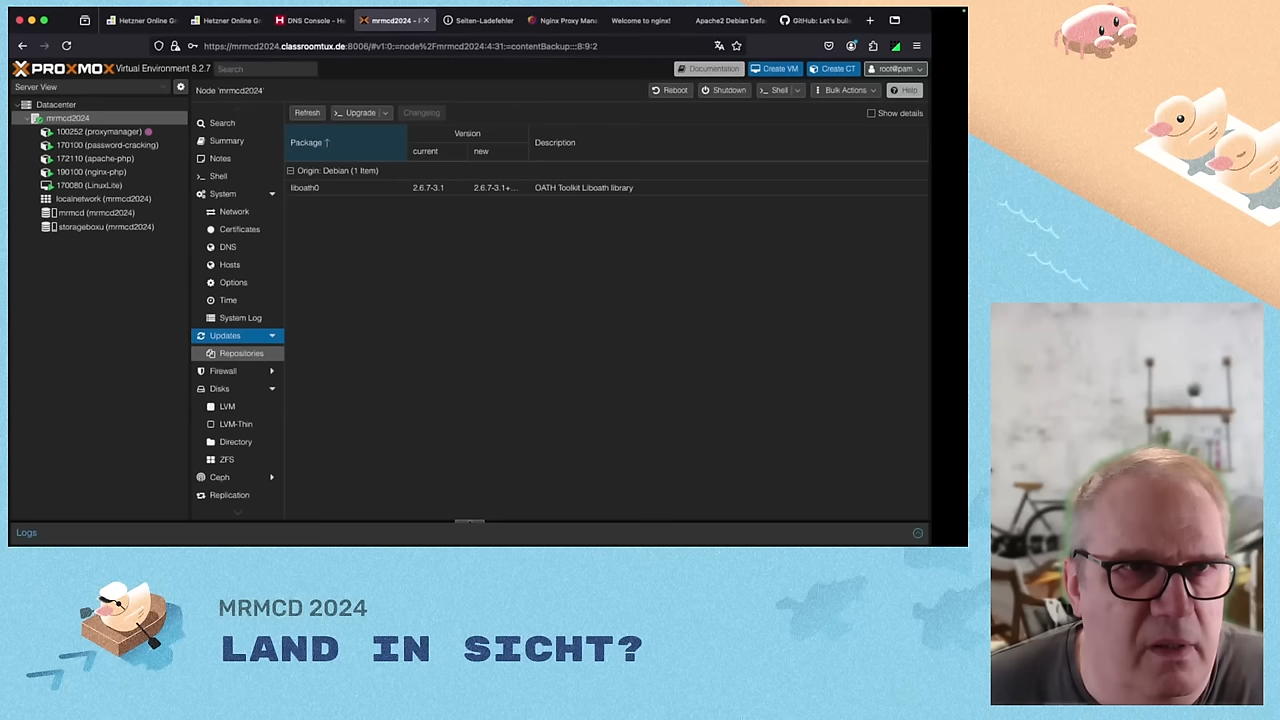 Hetzner Online G
Hetzner Online G
DNS Console - He
mrmcd2024 - P
Seiten-Ladefehler
Nginx Proxy Mana
Welcome to nginx!
Apache2 Debian Defa
GitHub: Let's buil
https://mrmcd2024.classroomtux.de:8006/#v1:0:=node%2Fmrmcd2024:4:31:=contentBackup:::8:9:2
PROXMOX Virtual Environment 8.2.7 Search
Documentation Create VM Create CT root@pam
Server View
Node 'mrmcd2024'
Reboot Shutdown Shell Bulk Actions Help
Datacenter
mrmcd2024
100252 (proxymanager)
170100 (password-cracking)
172110 (apache-php)
190100 (nginx-php)
170080 (LinuxLite)
localnetwork (mrmcd2024)
mrmcd (mrmcd2024)
storageboxu (mrmcd2024)
Search
Summary
Notes
Shell
System
Network
Certificates
DNS
Hosts
Options
Time
System Log
Updates
Repositories
Firewall
Disks
LVM
LVM-Thin
Directory
ZFS
Ceph
Replication
Refresh Upgrade Changelog Show details
Package Version Description
current new
Origin: Debian (1 Item)
liboath0 2.6.7-3.1 2.6.7-3.1+... OATH Toolkit Liboath library
Logs
MRMCD 2024
LAND IN SICHT?